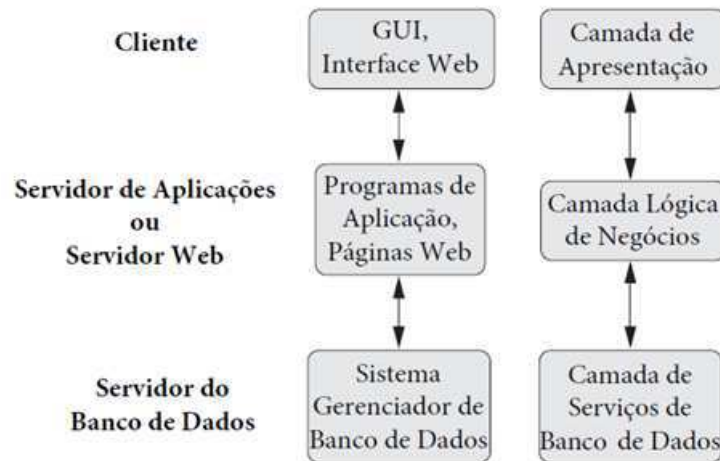 Cliente
GUI,
Interface Web
Camada de
Apresentação
Servidor de Aplicações
ou
Servidor Web
Programas de
Aplicação,
Páginas Web
Camada Lógica
de Negócios
Servidor do
Banco de Dados
Sistema
Gerenciador de
Banco de Dados
Camada de
Serviços de
Banco de Dados